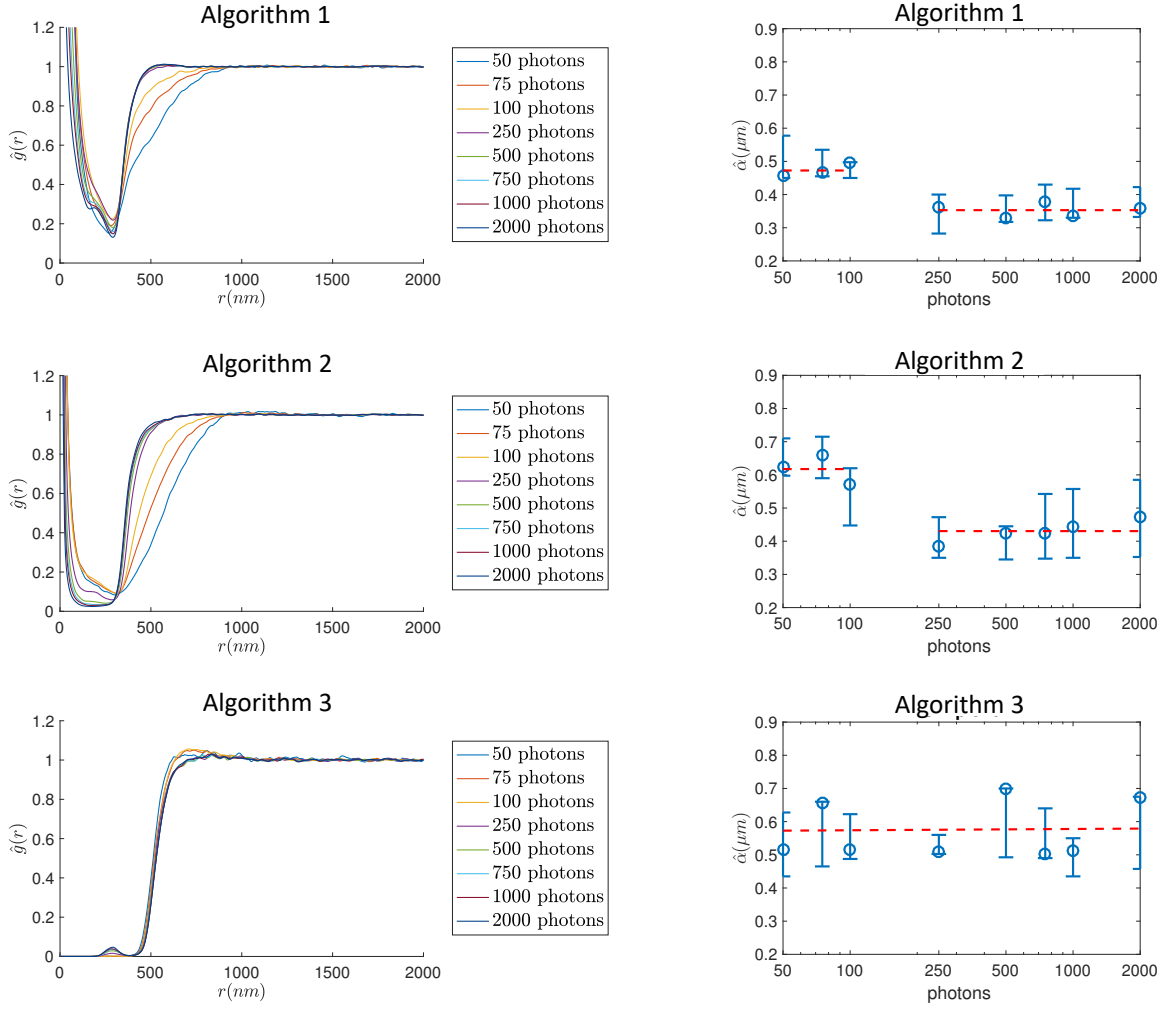 Algorithm 1
1.2
1
0.8
0.6
0.4
0.2
0
ĝ(r)
0 500 1000 1500 2000
r(nm)
50 photons
75 photons
100 photons
250 photons
500 photons
750 photons
1000 photons
2000 photons
Algorithm 1
0.9
0.8
0.7
0.6
0.5
0.4
0.3
0.2
α̂(μm)
50 100 250 500 1000 2000
photons
Algorithm 2
1.2
1
0.8
0.6
0.4
0.2
0
ĝ(r)
0 500 1000 1500 2000
r(nm)
50 photons
75 photons
100 photons
250 photons
500 photons
750 photons
1000 photons
2000 photons
Algorithm 2
0.9
0.8
0.7
0.6
0.5
0.4
0.3
0.2
α̂(μm)
50 100 250 500 1000 2000
photons
Algorithm 3
1.2
1
0.8
0.6
0.4
0.2
0
ĝ(r)
0 500 1000 1500 2000
r(nm)
50 photons
75 photons
100 photons
250 photons
500 photons
750 photons
1000 photons
2000 photons
Algorithm 3
0.9
0.8
0.7
0.6
0.5
0.4
0.3
0.2
α̂(μm)
50 100 250 500 1000 2000
photons